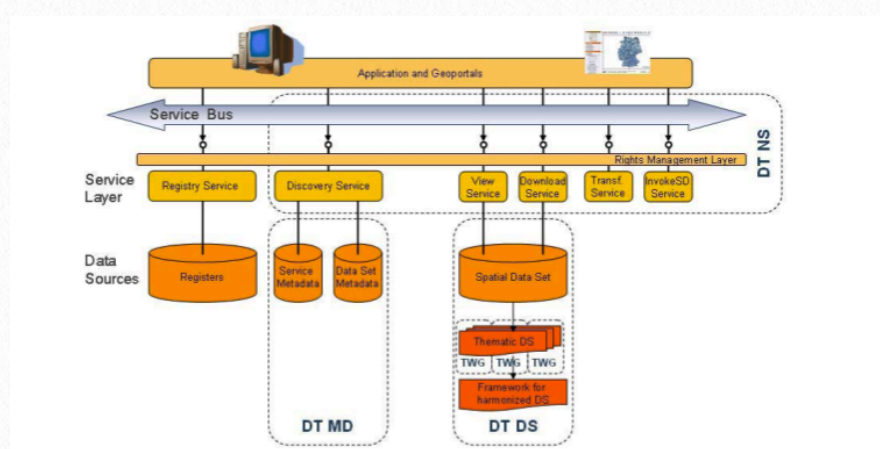 Application and Geoportals
Service Bus
DT NS
Rights Management Layer
Service
Layer
Registry Service
Discovery Service
View
Service
Download
Service
Transf.
Service
InvokeSD
Service
Data
Sources
Registers
Service
Metadata
Data Set
Metadata
Spatial Data Set
Thematic DS
TWG TWG TWG
Framework for
harmonized DS
DT MD
DT DS